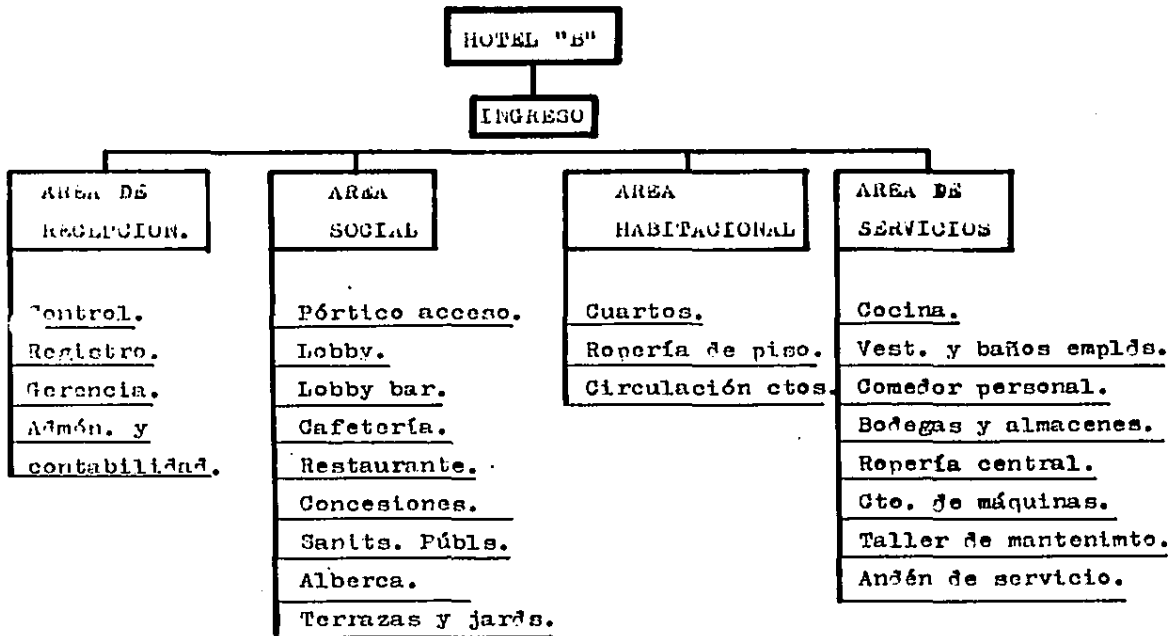 HOTEL "B"
INGRESO
AREA DE
RECEPCION.
Control.
Registro.
Gerencia.
Admón. y
contabilidad.
AREA
SOCIAL
Pórtico acceso.
Lobby.
Lobby bar.
Cafetería.
Restaurante.
Concesiones.
Sanits. Públs.
Alberca.
Terrazas y jards.
AREA
HABITACIONAL
Cuartos.
Ropería de piso.
Circulación ctos.
AREA DE
SERVICIOS
Cocina.
Vest. y baños emplds.
Comedor personal.
Bodegas y almacenes.
Ropería central.
Cto. de máquinas.
Taller de mantenimto.
Andén de servicio.